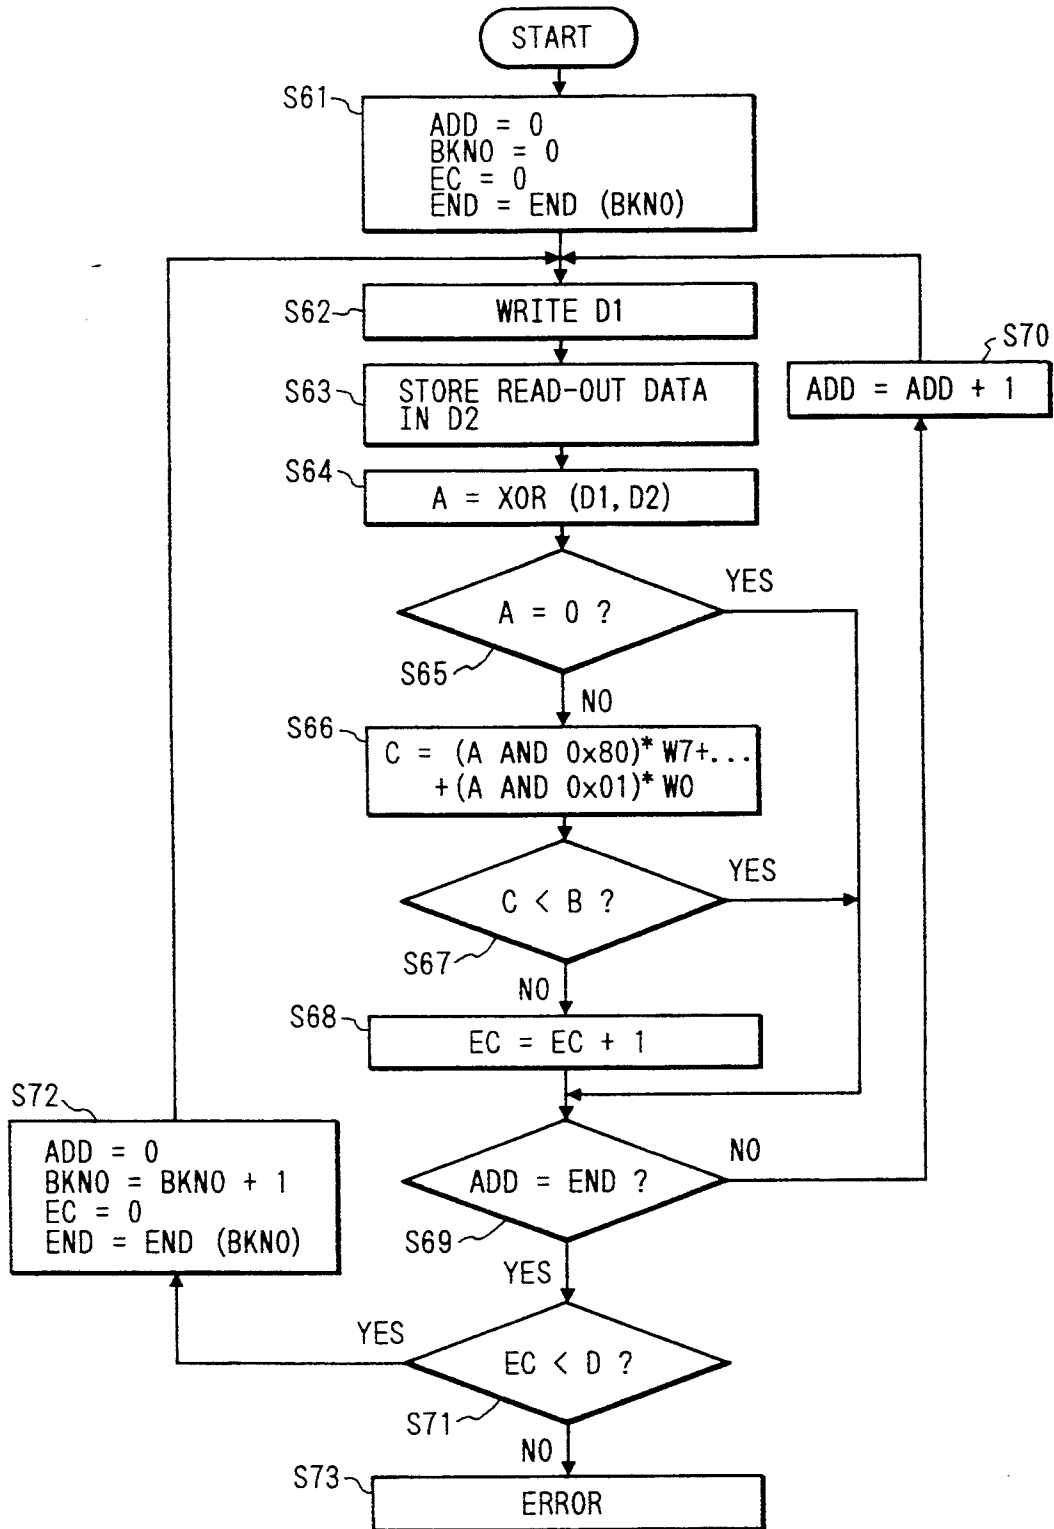 START
S61
ADD = 0
BKNO = 0
EC = 0
END = END (BKNO)
S62
WRITE D1
S70
ADD = ADD + 1
S63
STORE READ-OUT DATA
IN D2
S64
A = XOR (D1, D2)
YES
A = 0 ?
S65
NO
S66
C = (A AND 0x80)* W7+...
+(A AND 0x01)* W0
YES
C < B ?
S67
NO
S68
EC = EC + 1
S72
ADD = 0
BKNO = BKNO + 1
EC = 0
END = END (BKNO)
NO
ADD = END ?
S69
YES
YES
EC < D ?
S71
NO
S73
ERROR